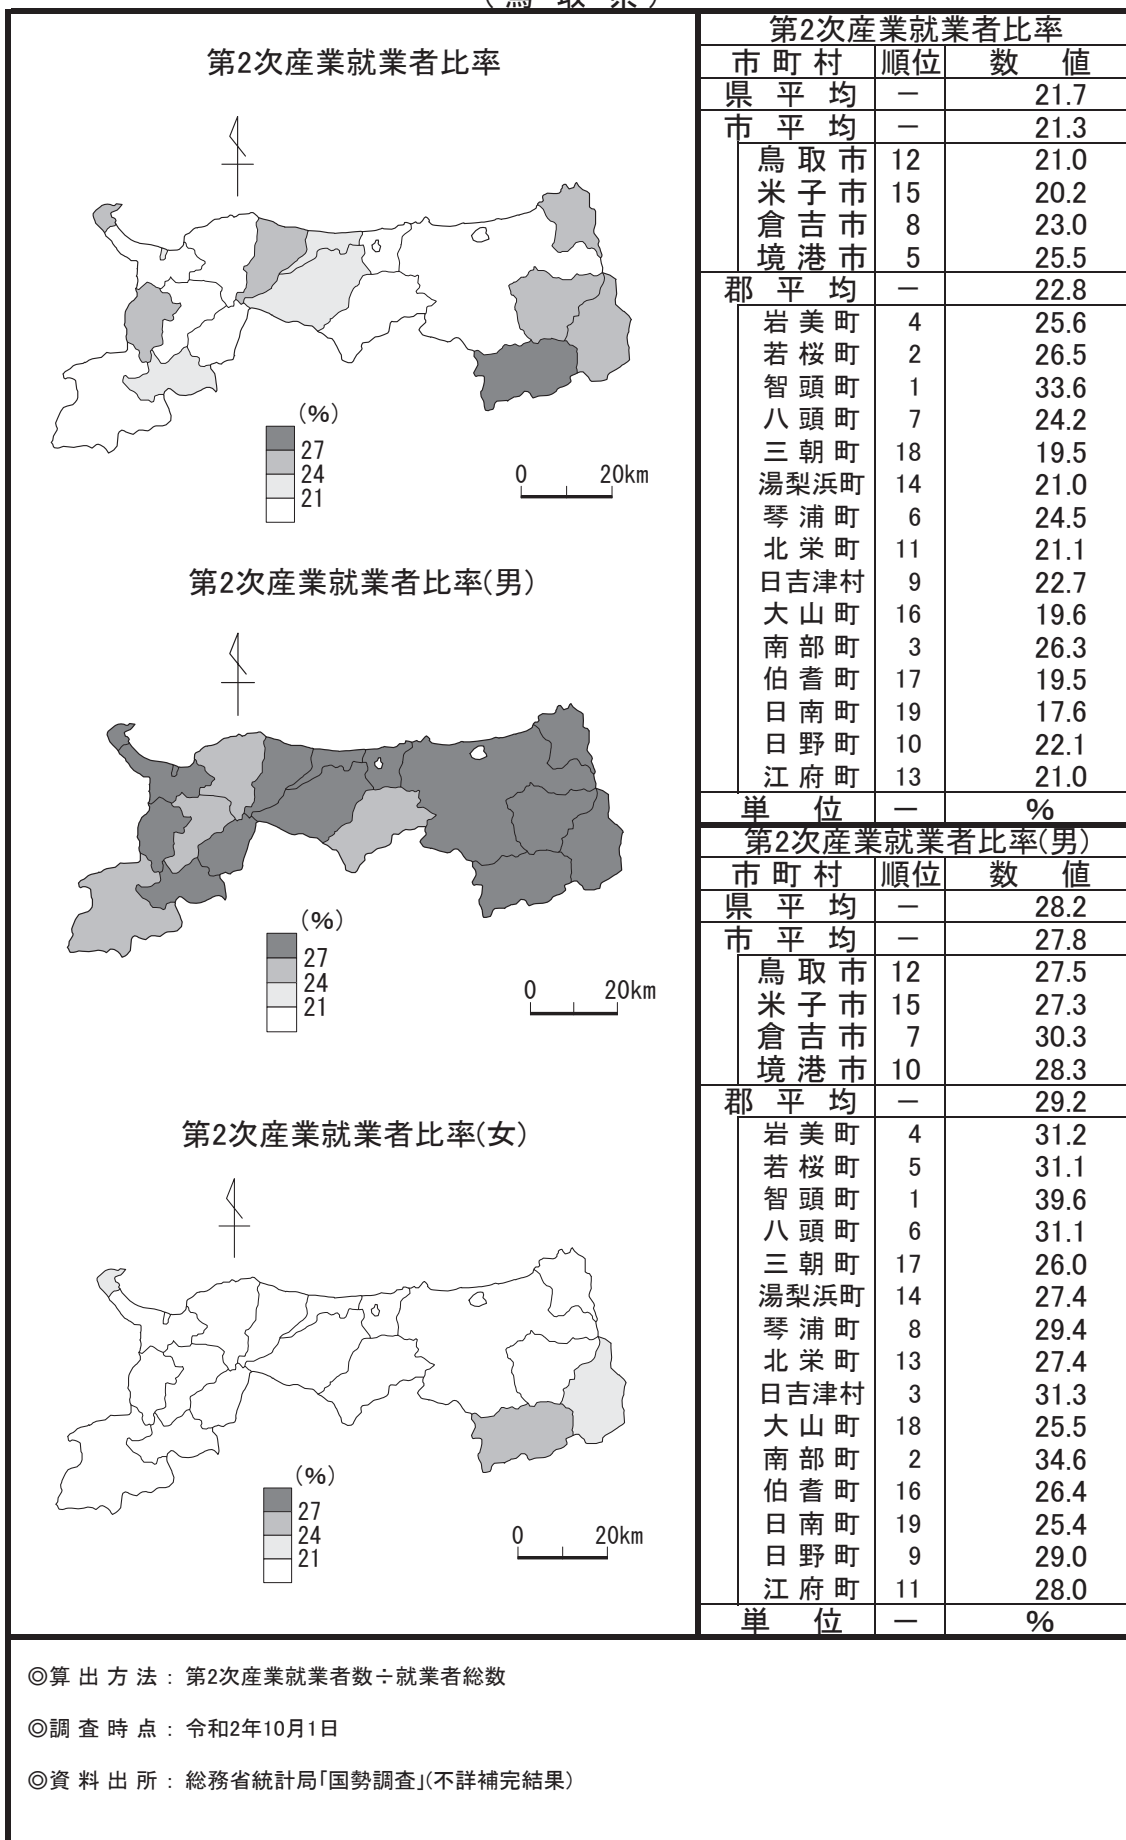 (鳥取県)
第2次産業就業者比率
(%)
27
24
21
0 20km
第2次産業就業者比率(男)
(%)
27
24
21
0 20km
第2次産業就業者比率(女)
(%)
27
24
21
0 20km
第2次産業就業者比率
市町村 順位 数値
県平均 － 21.7
市平均 － 21.3
鳥取市 12 21.0
米子市 15 20.2
倉吉市 8 23.0
境港市 5 25.5
郡平均 － 22.8
岩美町 4 25.6
若桜町 2 26.5
智頭町 1 33.6
八頭町 7 24.2
三朝町 18 19.5
湯梨浜町 14 21.0
琴浦町 6 24.5
北栄町 11 21.1
日吉津村 9 22.7
大山町 16 19.6
南部町 3 26.3
伯耆町 17 19.5
日南町 19 17.6
日野町 10 22.1
江府町 13 21.0
単位 － %
第2次産業就業者比率(男)
市町村 順位 数値
県平均 － 28.2
市平均 － 27.8
鳥取市 12 27.5
米子市 15 27.3
倉吉市 7 30.3
境港市 10 28.3
郡平均 － 29.2
岩美町 4 31.2
若桜町 5 31.1
智頭町 1 39.6
八頭町 6 31.1
三朝町 17 26.0
湯梨浜町 14 27.4
琴浦町 8 29.4
北栄町 13 27.4
日吉津村 3 31.3
大山町 18 25.5
南部町 2 34.6
伯耆町 16 26.4
日南町 19 25.4
日野町 9 29.0
江府町 11 28.0
単位 － %
◎算出方法：第2次産業就業者数÷就業者総数
◎調査時点：令和2年10月1日
◎資料出所：総務省統計局「国勢調査」(不詳補完結果)